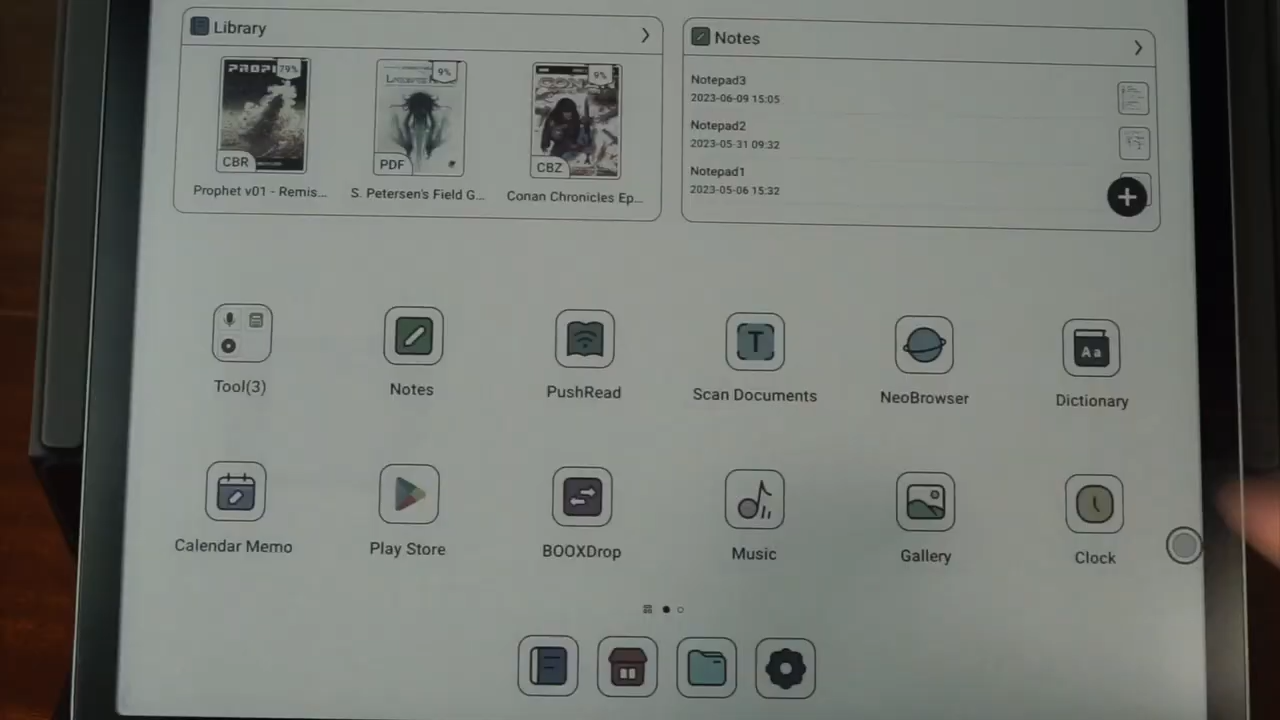 Library
Notes
PROPHET
79%
CBR
9%
PDF
9%
CBZ
Prophet v01 - Remis...
S. Petersen's Field G...
Conan Chronicles Ep...
Notepad3
2023-06-09 15:05
Notepad2
2023-05-31 09:32
Notepad1
2023-05-06 15:32
T
Aa
Tool(3)
Notes
PushRead
Scan Documents
NeoBrowser
Dictionary
Calendar Memo
Play Store
BOOXDrop
Music
Gallery
Clock